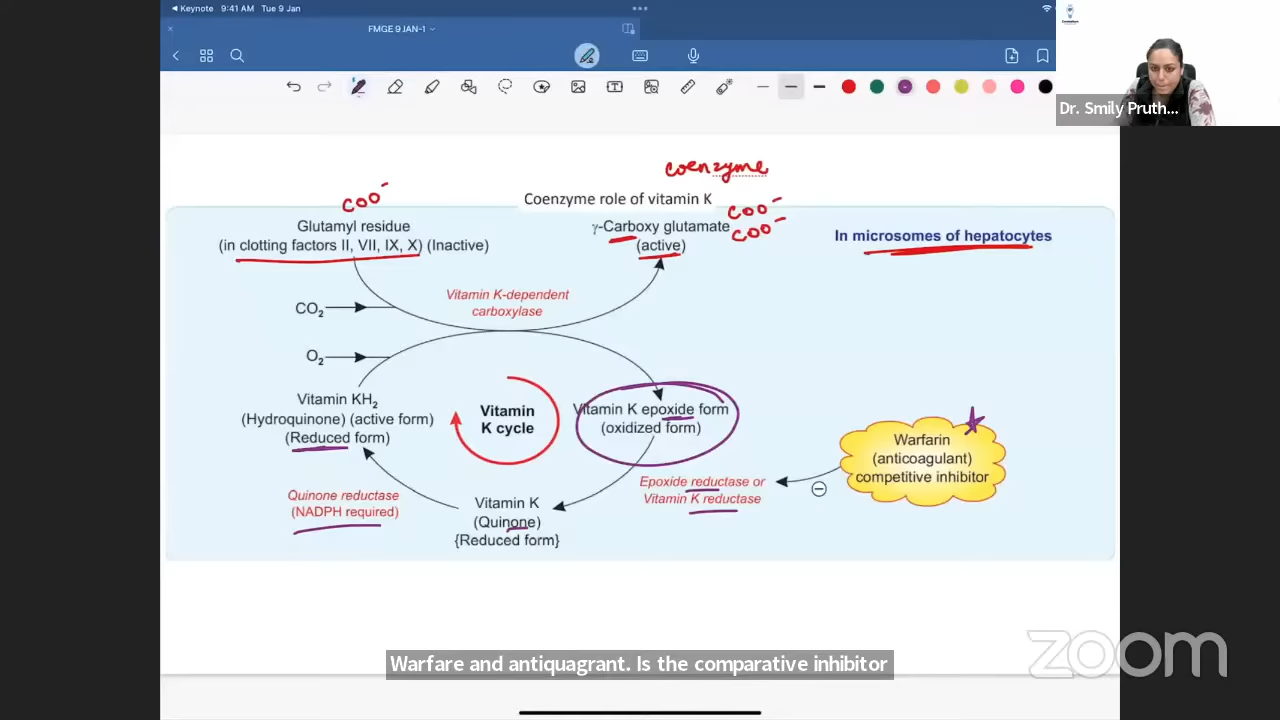 Keynote 9:41 AM Tue 9 Jan
FMGE 9 JAN-1
Dr. Smily Pruth...
coenzyme
Coenzyme role of vitamin K
COO⁻
COO⁻
COO⁻
Glutamyl residue
(in clotting factors II, VII, IX, X) (Inactive)
γ-Carboxy glutamate
(active)
In microsomes of hepatocytes
CO₂
Vitamin K-dependent
carboxylase
O₂
Vitamin KH₂
(Hydroquinone) (active form)
(Reduced form)
Vitamin
K cycle
Vitamin K epoxide form
(oxidized form)
Warfarin
(anticoagulant)
competitive inhibitor
Epoxide reductase or
Vitamin K reductase
Quinone reductase
(NADPH required)
Vitamin K
(Quinone)
{Reduced form}
zoom
Warfare and antiquagrant. Is the comparative inhibitor